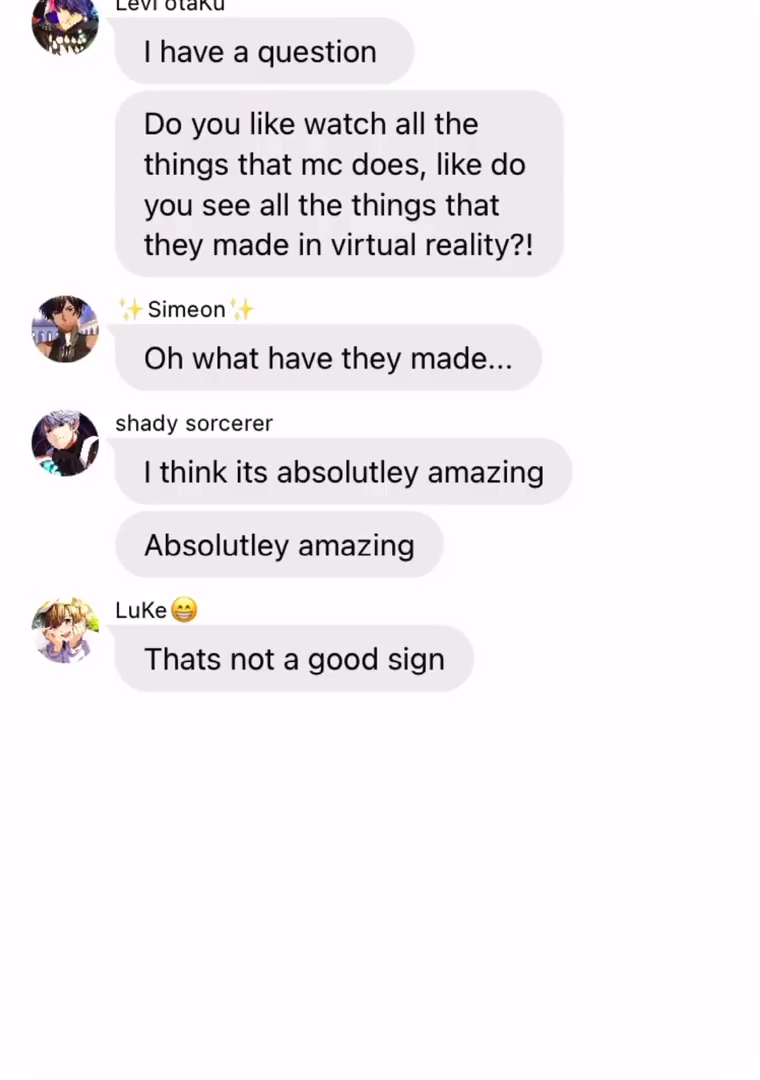 Levi otaku
I have a question
Do you like watch all the
things that mc does, like do
you see all the things that
they made in virtual reality?!
✨Simeon✨
Oh what have they made...
shady sorcerer
I think its absolutley amazing
Absolutley amazing
LuKe😁
Thats not a good sign